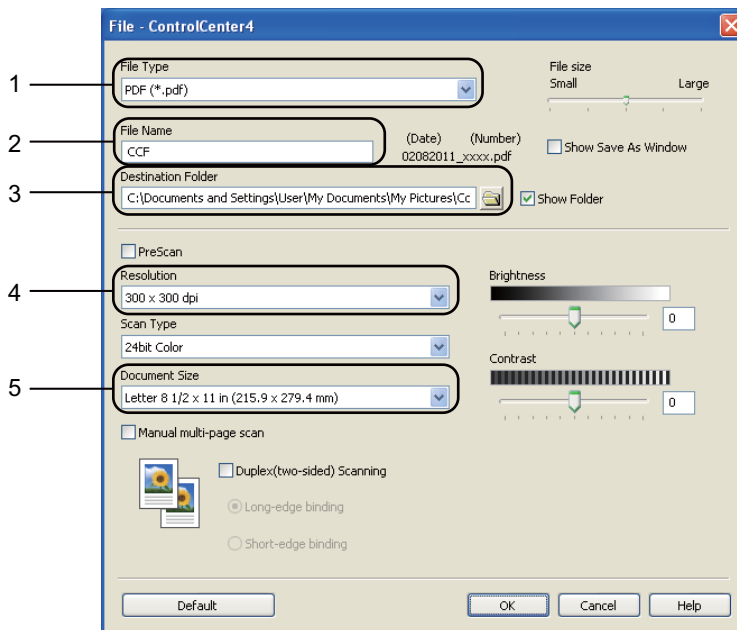 File - ControlCenter4
1
File Type
PDF (*.pdf)
File size
Small Large
2
File Name
CCF
(Date) (Number)
02082011_xxxx.pdf
Show Save As Window
3
Destination Folder
C:\Documents and Settings\User\My Documents\My Pictures\Cc
Show Folder
PreScan
4
Resolution
300 x 300 dpi
Brightness
0
Scan Type
24bit Color
Contrast
0
5
Document Size
Letter 8 1/2 x 11 in (215.9 x 279.4 mm)
Manual multi-page scan
Duplex(two-sided) Scanning
Long-edge binding
Short-edge binding
Default OK Cancel Help